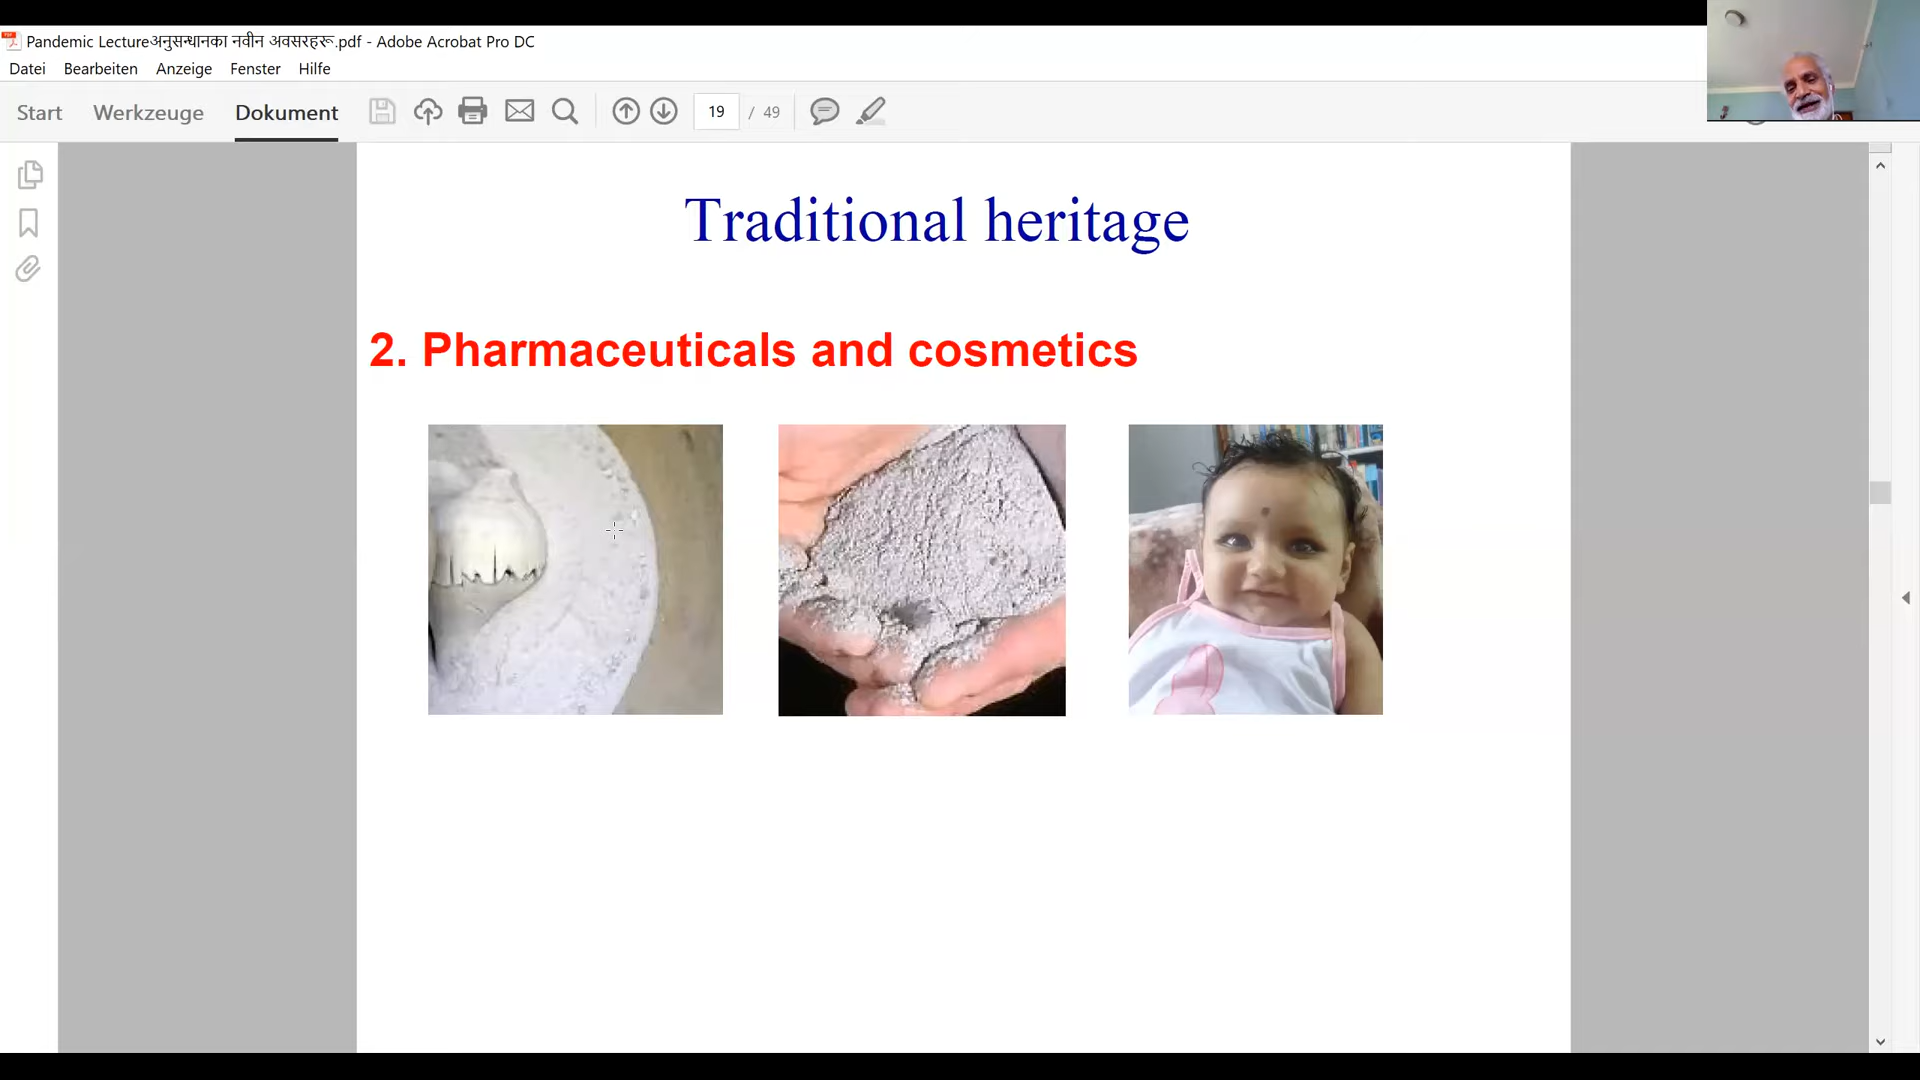 Pandemic Lectureअनुसन्धानका नवीन अवसरहरू.pdf - Adobe Acrobat Pro DC
Datei Bearbeiten Anzeige Fenster Hilfe
Start Werkzeuge Dokument 19 / 49
Traditional heritage
2. Pharmaceuticals and cosmetics